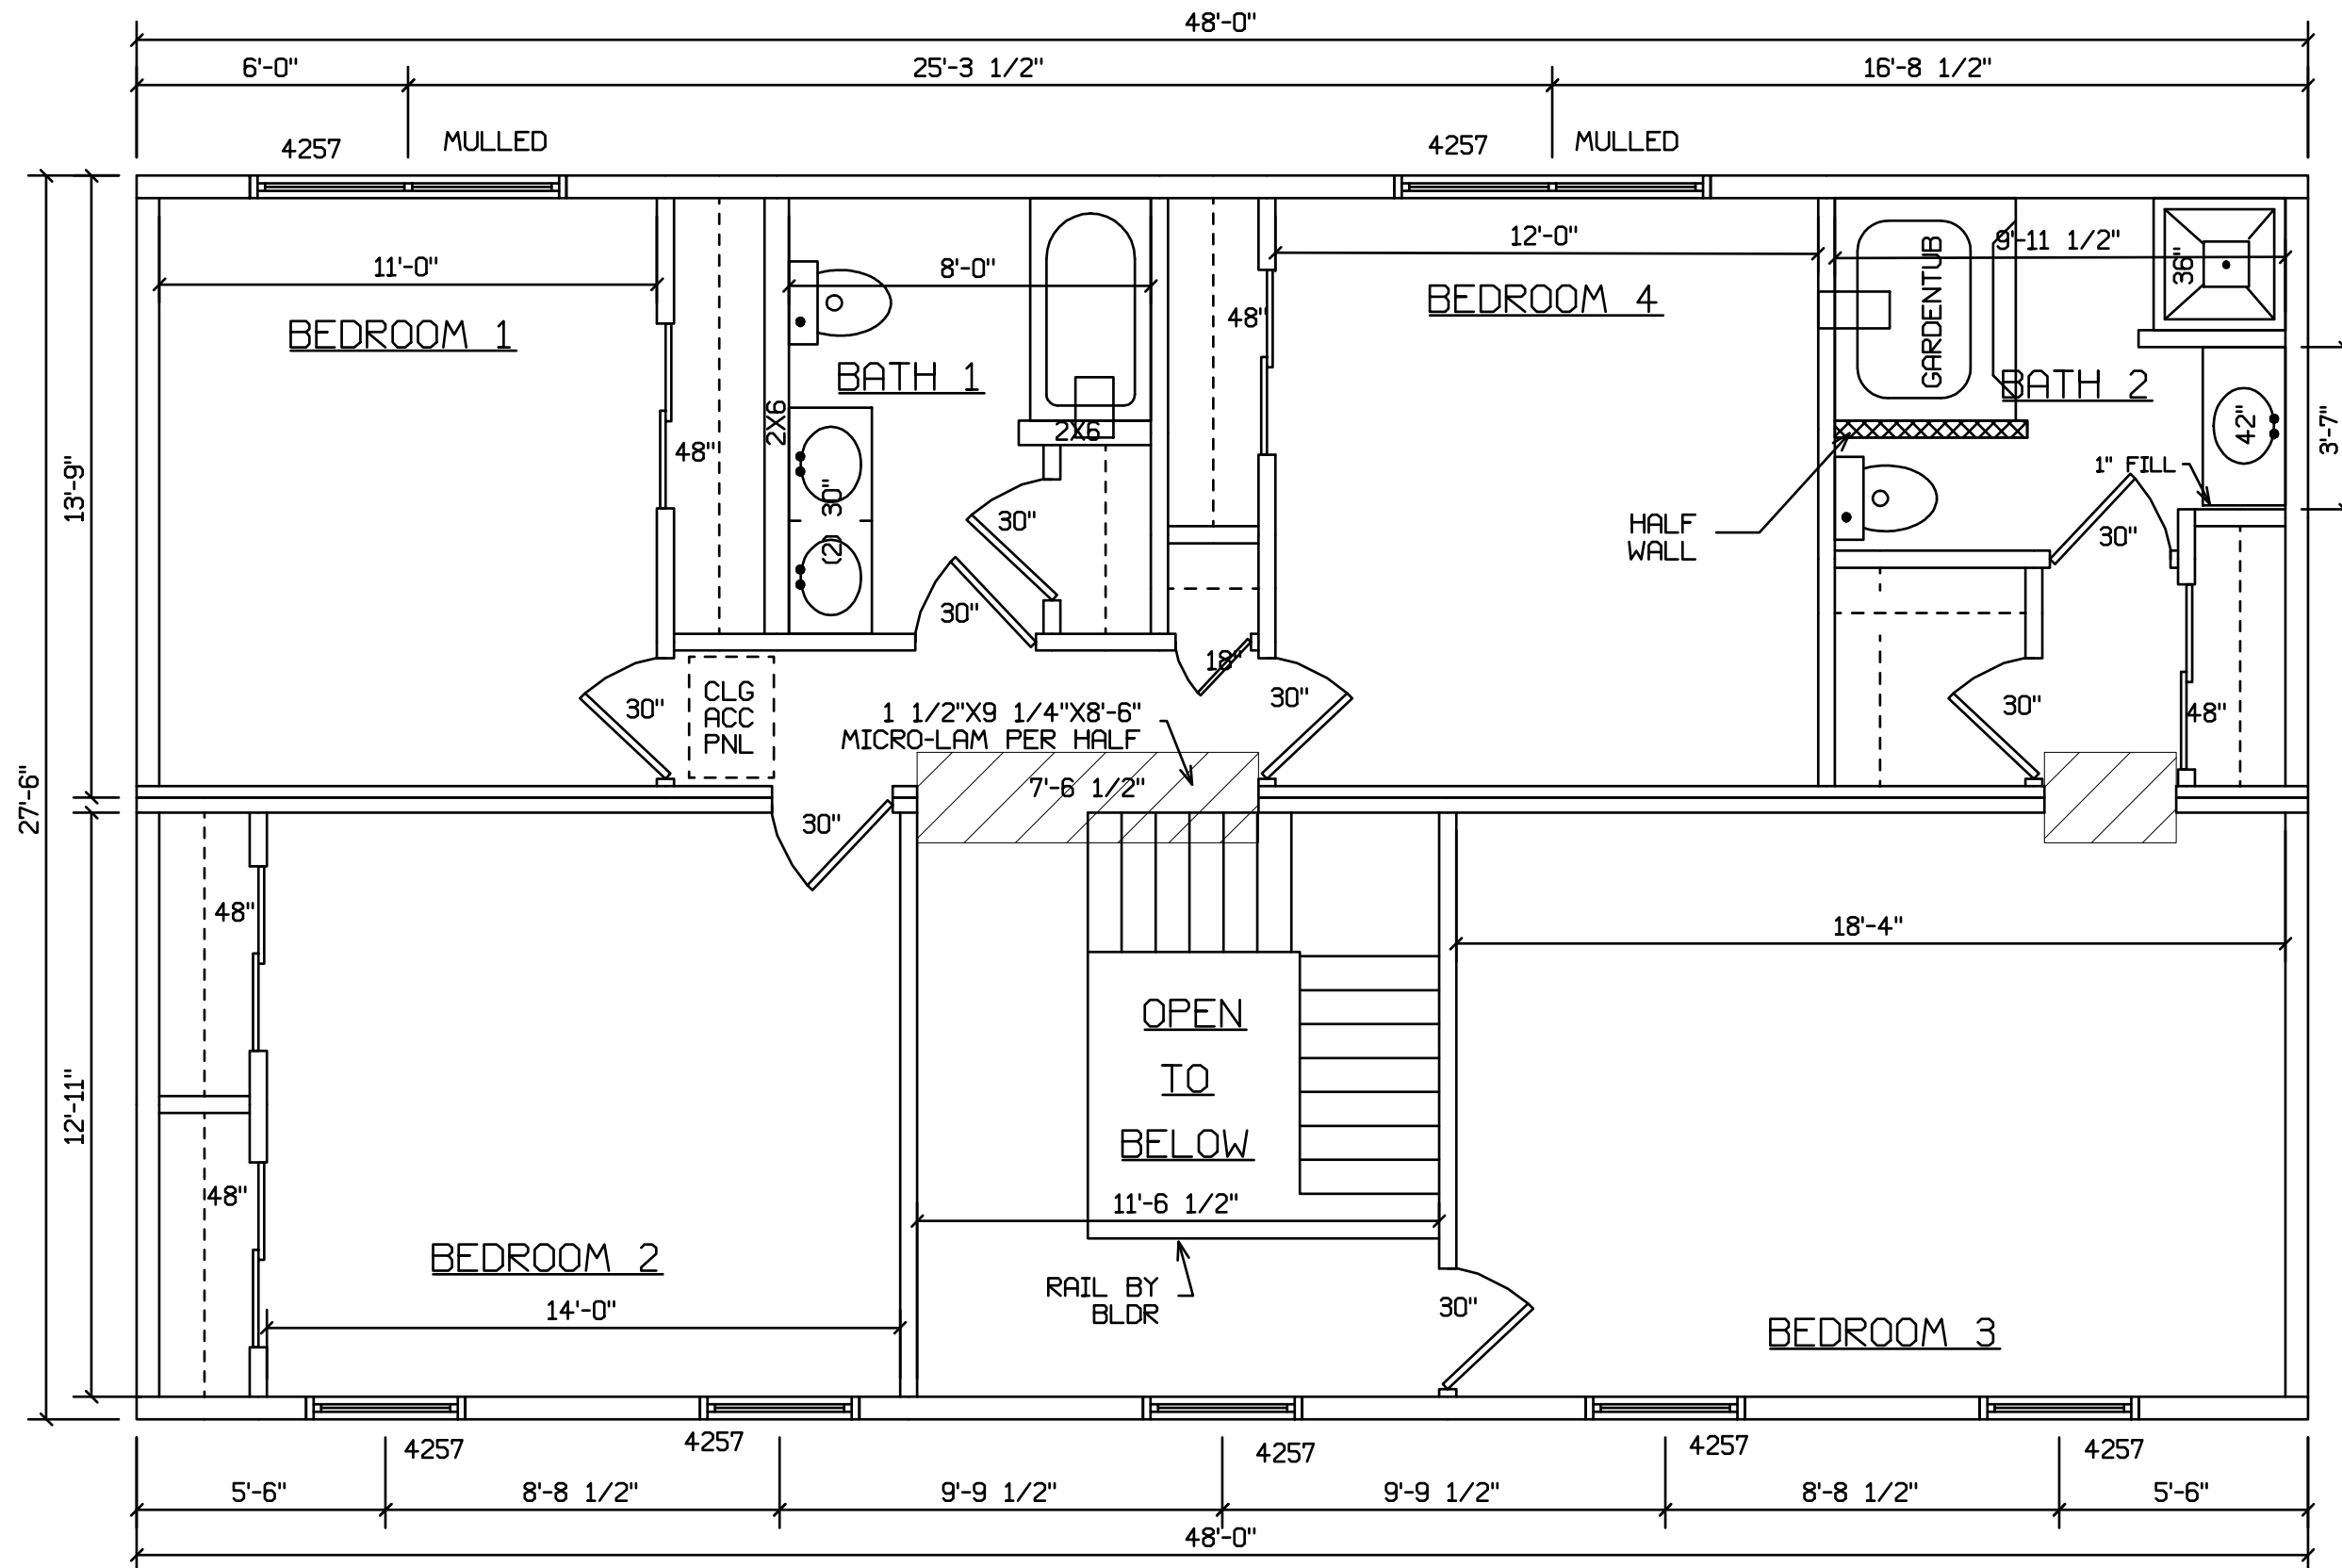 48'-0"
6'-0" 25'-3 1/2" 16'-8 1/2"
4257 MULLED 4257 MULLED
11'-0" 8'-0" 12'-0" 9'-11 1/2"
BEDROOM 1
BATH 1
BEDROOM 4
GARDENTUB
36"
BATH 2
48"
48"
2X6
2X6
42"
3'-7"
(2) 30"
30"
30"
1" FILL
30"
HALF
WALL
13'-9"
27'-6"
12'-11"
18"
30"
CLG
ACC
PNL
30"
30"
48"
1 1/2"X9 1/4"X8'-6"
MICRO-LAM PER HALF
7'-6 1/2"
30"
48"
18'-4"
OPEN
TO
BELOW
48"
11'-6 1/2"
BEDROOM 2
14'-0"
RAIL BY
BLDR
30"
BEDROOM 3
4257 4257 4257 4257 4257
5'-6" 8'-8 1/2" 9'-9 1/2" 9'-9 1/2" 8'-8 1/2" 5'-6"
48'-0"